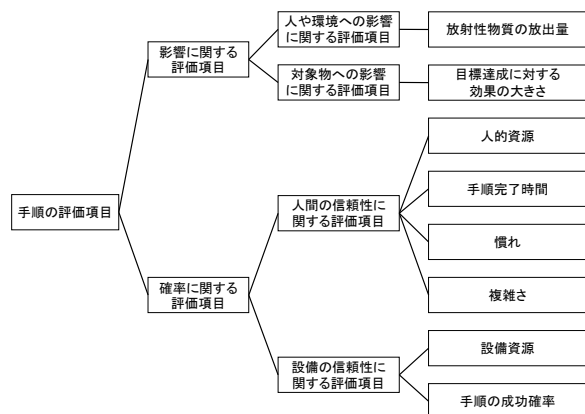 手順の評価項目
影響に関する
評価項目
人や環境への影響
に関する評価項目
放射性物質の放出量
対象物への影響
に関する評価項目
目標達成に対する
効果の大きさ
確率に関する
評価項目
人間の信頼性に
関する評価項目
人的資源
手順完了時間
慣れ
複雑さ
設備の信頼性に
関する評価項目
設備資源
手順の成功確率